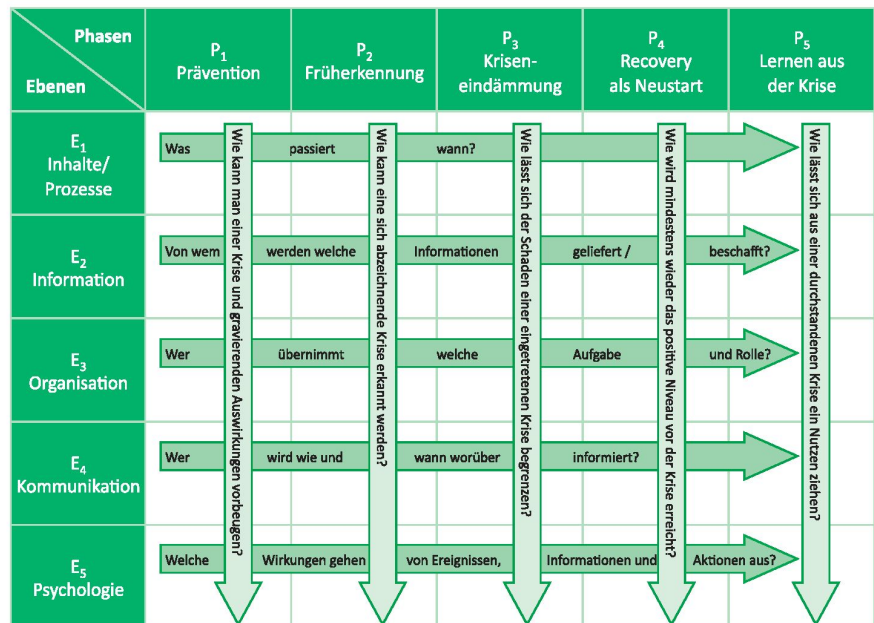 Phasen
Ebenen
P1
Prävention
P2
Früherkennung
P3
Krisen-
eindämmung
P4
Recovery
als Neustart
P5
Lernen aus
der Krise
E1
Inhalte/
Prozesse
Was passiert wann?
E2
Information
Von wem werden welche Informationen geliefert / beschafft?
E3
Organisation
Wer übernimmt welche Aufgabe und Rolle?
E4
Kommunikation
Wer wird wie und wann worüber informiert?
E5
Psychologie
Welche Wirkungen gehen von Ereignissen, Informationen und Aktionen aus?
Wie kann man einer Krise und gravierenden Auswirkungen vorbeugen?
Wie kann eine sich abzeichnende Krise erkannt werden?
Wie lässt sich der Schaden einer eingetretenen Krise begrenzen?
Wie wird mindestens wieder das positive Niveau vor der Krise erreicht?
Wie lässt sich aus einer durchstandenen Krise ein Nutzen ziehen?